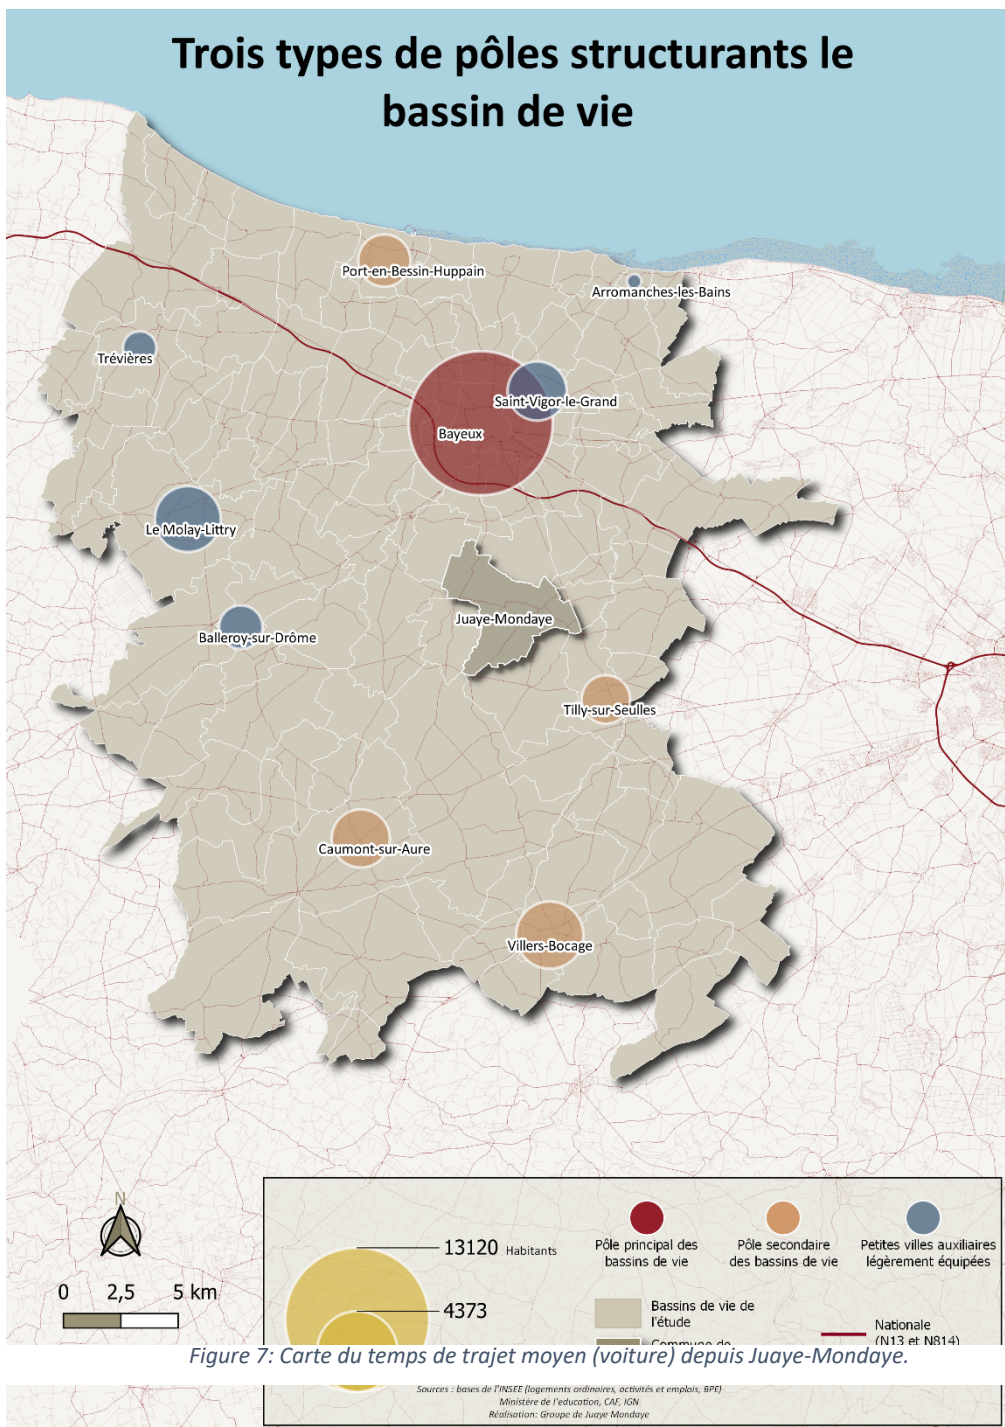 Trois types de pôles structurants le
bassin de vie
Port-en-Bessin-Huppain
Arromanches-les-Bains
Trévières
Saint-Vigor-le-Grand
Bayeux
Le Molay-Littry
Juaye-Mondaye
Balleroy-sur-Drôme
Tilly-sur-Seulles
Caumont-sur-Aure
Villers-Bocage
N
0 2,5 5 km
13120 Habitants
4373
Pôle principal des
bassins de vie
Pôle secondaire
des bassins de vie
Petites villes auxiliaires
légèrement équipées
Bassins de vie de
l'étude
Commune de
Nationale
(N13 et N814)
Figure 7: Carte du temps de trajet moyen (voiture) depuis Juaye-Mondaye.
Sources : bases de l'INSEE (logements ordinaires, activités et emplois, BPE)
Ministère de l'education, CAF, IGN
Réalisation: Groupe de Juaye Mondaye